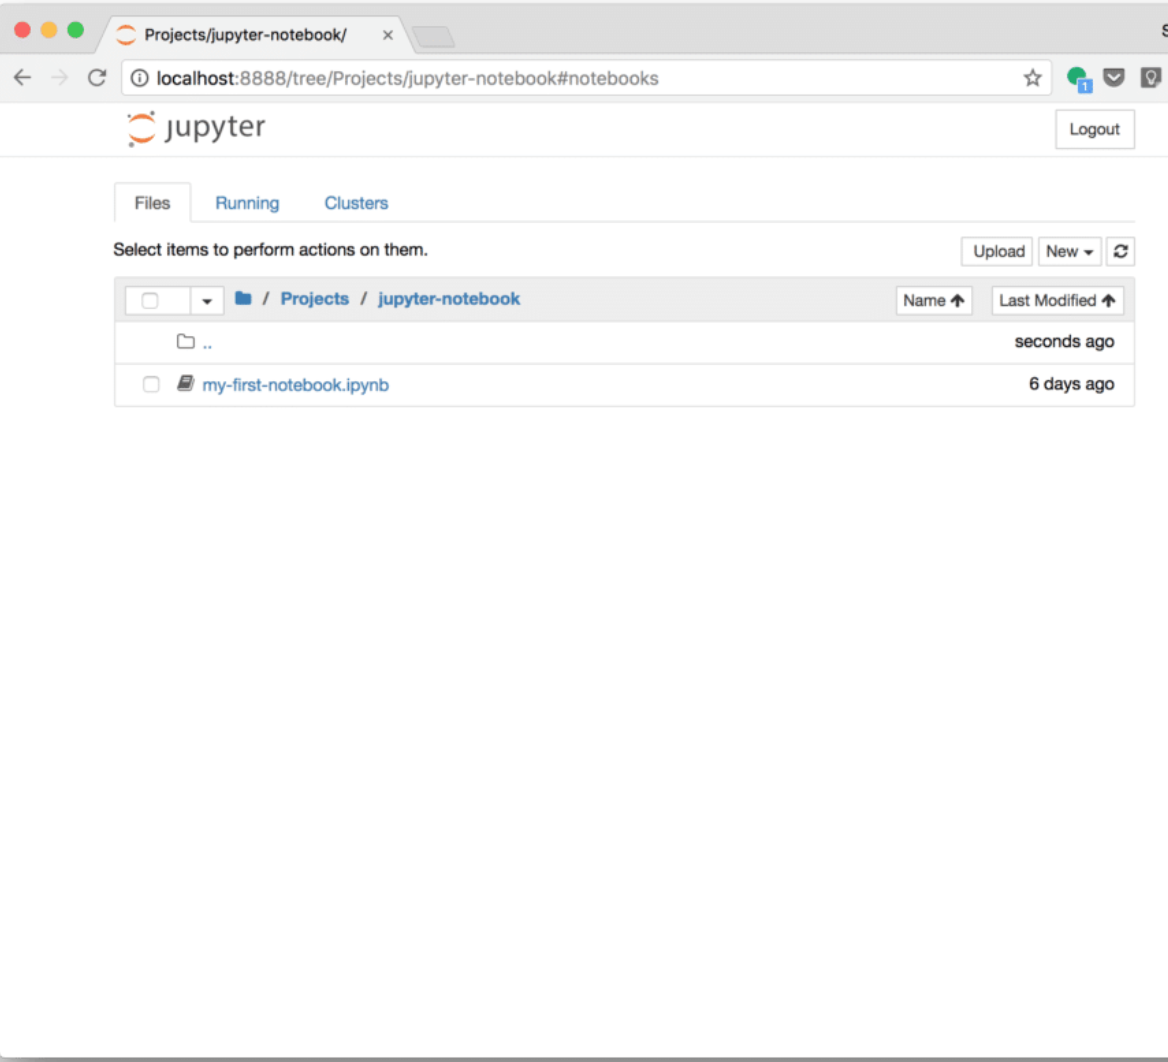 Projects/jupyter-notebook/
localhost:8888/tree/Projects/jupyter-notebook#notebooks
1
jupyter
Logout
Files Running Clusters
Select items to perform actions on them.
Upload New
/ Projects / jupyter-notebook Name Last Modified
.. seconds ago
my-first-notebook.ipynb 6 days ago